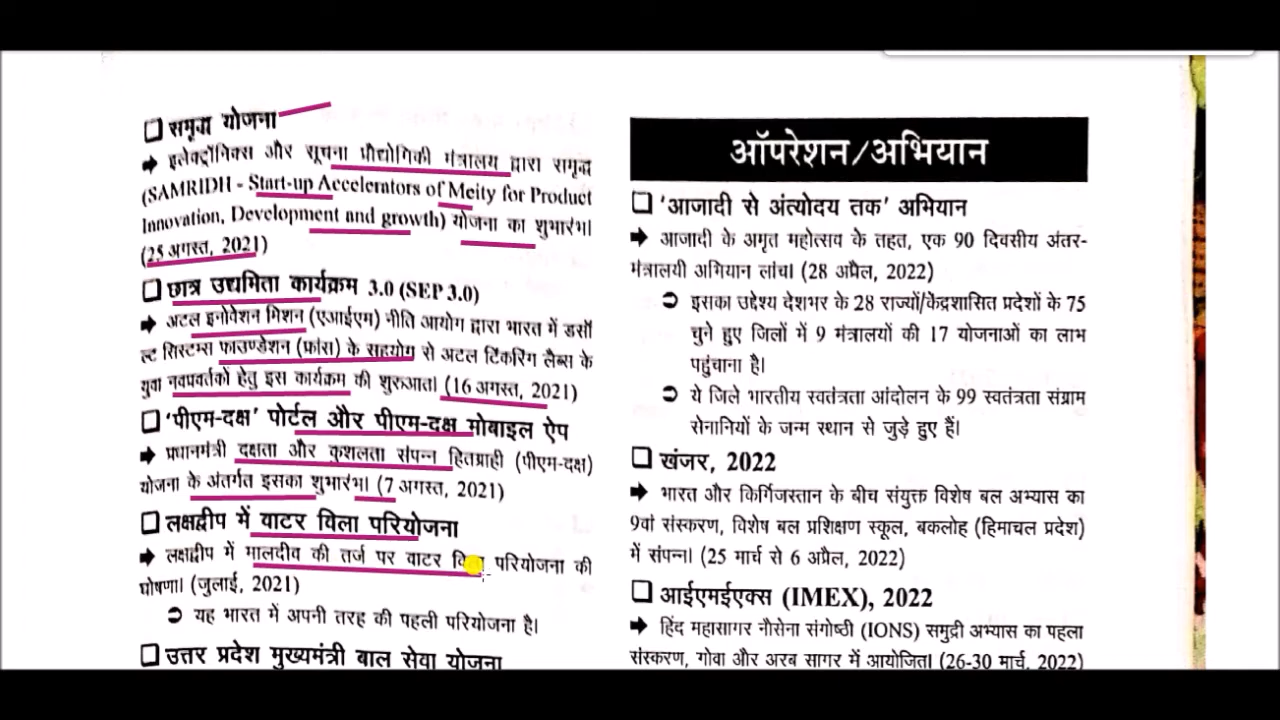 समृद्ध योजना
इलेक्ट्रॉनिक्स और सूचना प्रौद्योगिकी मंत्रालय द्वारा समृद्ध
(SAMRIDH - Start-up Accelerators of Meity for Product
Innovation, Development and growth) योजना का शुभारंभ।
(25 अगस्त, 2021)
छात्र उद्यमिता कार्यक्रम 3.0 (SEP 3.0)
अटल इनोवेशन मिशन (एआईएम) नीति आयोग द्वारा भारत में डसॉ
ल्ट सिस्टम्स फाउण्डेशन (फ्रांस) के सहयोग से अटल टिंकरिंग लैब्स के
युवा नवप्रवर्तकों हेतु इस कार्यक्रम की शुरुआत। (16 अगस्त, 2021)
'पीएम-दक्ष' पोर्टल और पीएम-दक्ष मोबाइल ऐप
प्रधानमंत्री दक्षता और कुशलता संपन्न हितग्राही (पीएम-दक्ष)
योजना के अंतर्गत इसका शुभारंभ। (7 अगस्त, 2021)
लक्षद्वीप में वाटर विला परियोजना
लक्षद्वीप में मालदीव की तर्ज पर वाटर विला परियोजना की
घोषणा। (जुलाई, 2021)
यह भारत में अपनी तरह की पहली परियोजना है।
उत्तर प्रदेश मुख्यमंत्री बाल सेवा योजना
ऑपरेशन/अभियान
'आजादी से अंत्योदय तक' अभियान
आजादी के अमृत महोत्सव के तहत, एक 90 दिवसीय अंतर-
मंत्रालयी अभियान लांच। (28 अप्रैल, 2022)
इसका उद्देश्य देशभर के 28 राज्यों/केंद्रशासित प्रदेशों के 75
चुने हुए जिलों में 9 मंत्रालयों की 17 योजनाओं का लाभ
पहुंचाना है।
ये जिले भारतीय स्वतंत्रता आंदोलन के 99 स्वतंत्रता संग्राम
सेनानियों के जन्म स्थान से जुड़े हुए हैं।
खंजर, 2022
भारत और किर्गिजस्तान के बीच संयुक्त विशेष बल अभ्यास का
9वां संस्करण, विशेष बल प्रशिक्षण स्कूल, बकलोह (हिमाचल प्रदेश)
में संपन्न। (25 मार्च से 6 अप्रैल, 2022)
आईएमईएक्स (IMEX), 2022
हिंद महासागर नौसेना संगोष्ठी (IONS) समुद्री अभ्यास का पहला
संस्करण, गोवा और अरब सागर में आयोजित। (26-30 मार्च, 2022)